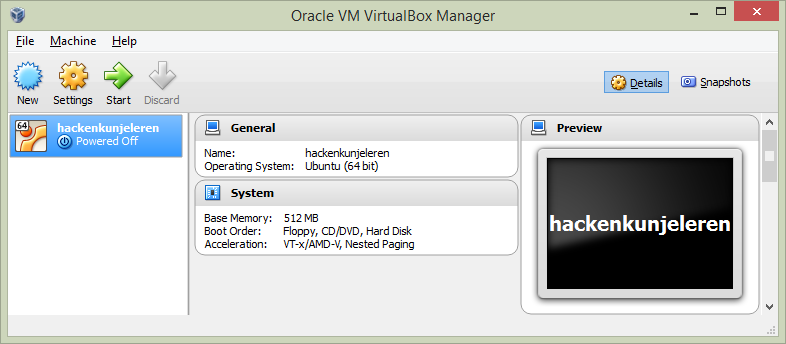 Oracle VM VirtualBox Manager
File Machine Help
New Settings Start Discard
Details Snapshots
64 hackenkunjeleren
Powered Off
General
Name: hackenkunjeleren
Operating System: Ubuntu (64 bit)
System
Base Memory: 512 MB
Boot Order: Floppy, CD/DVD, Hard Disk
Acceleration: VT-x/AMD-V, Nested Paging
Preview
hackenkunjeleren